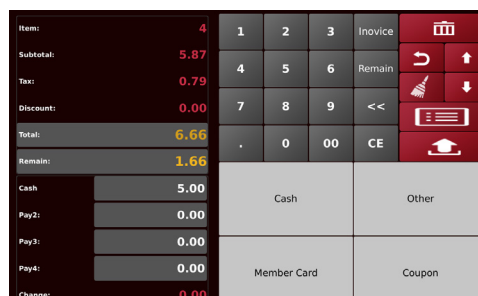 Item: 4
Subtotal: 5.87
Tax: 0.79
Discount: 0.00
Total: 6.66
Remain: 1.66
Cash 5.00
Pay2: 0.00
Pay3: 0.00
Pay4: 0.00
Change: 0.00
1 2 3 Inovice
4 5 6 Remain
7 8 9 <<
. 0 00 CE
Cash Other
Member Card Coupon